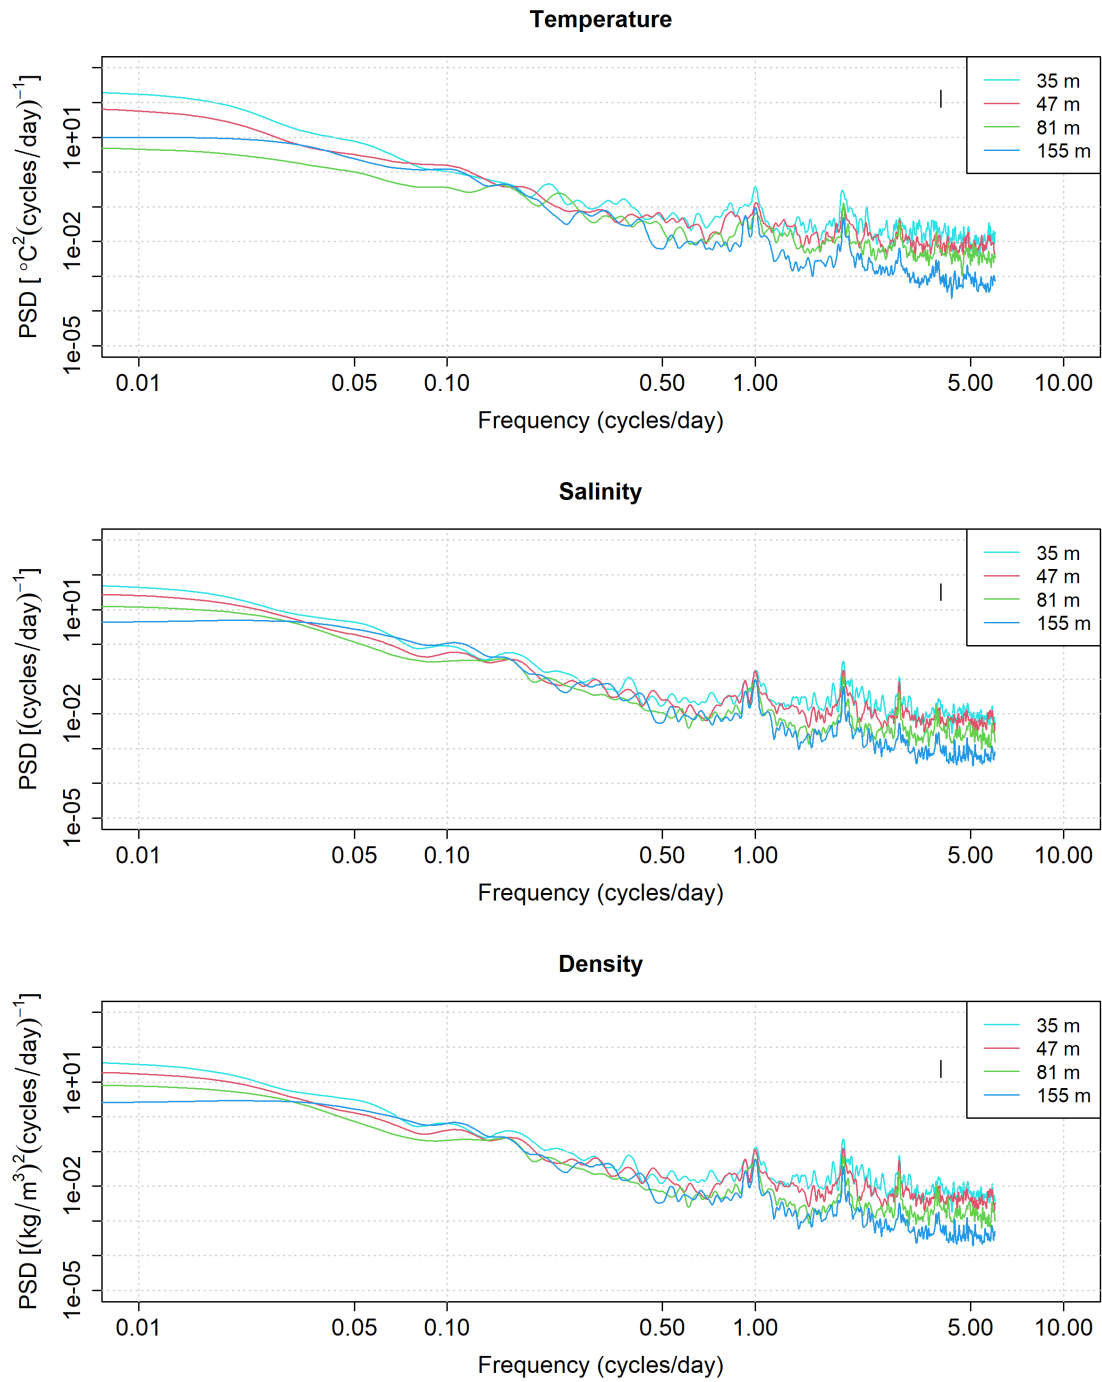 Temperature
PSD [ °C²(cycles/day)⁻¹]
1e+01
1e-02
1e-05
35 m
47 m
81 m
155 m
0.01 0.05 0.10 0.50 1.00 5.00 10.00
Frequency (cycles/day)
Salinity
PSD [(cycles/day)⁻¹]
1e+01
1e-02
1e-05
35 m
47 m
81 m
155 m
0.01 0.05 0.10 0.50 1.00 5.00 10.00
Frequency (cycles/day)
Density
PSD [(kg/m³)²(cycles/day)⁻¹]
1e+01
1e-02
1e-05
35 m
47 m
81 m
155 m
0.01 0.05 0.10 0.50 1.00 5.00 10.00
Frequency (cycles/day)